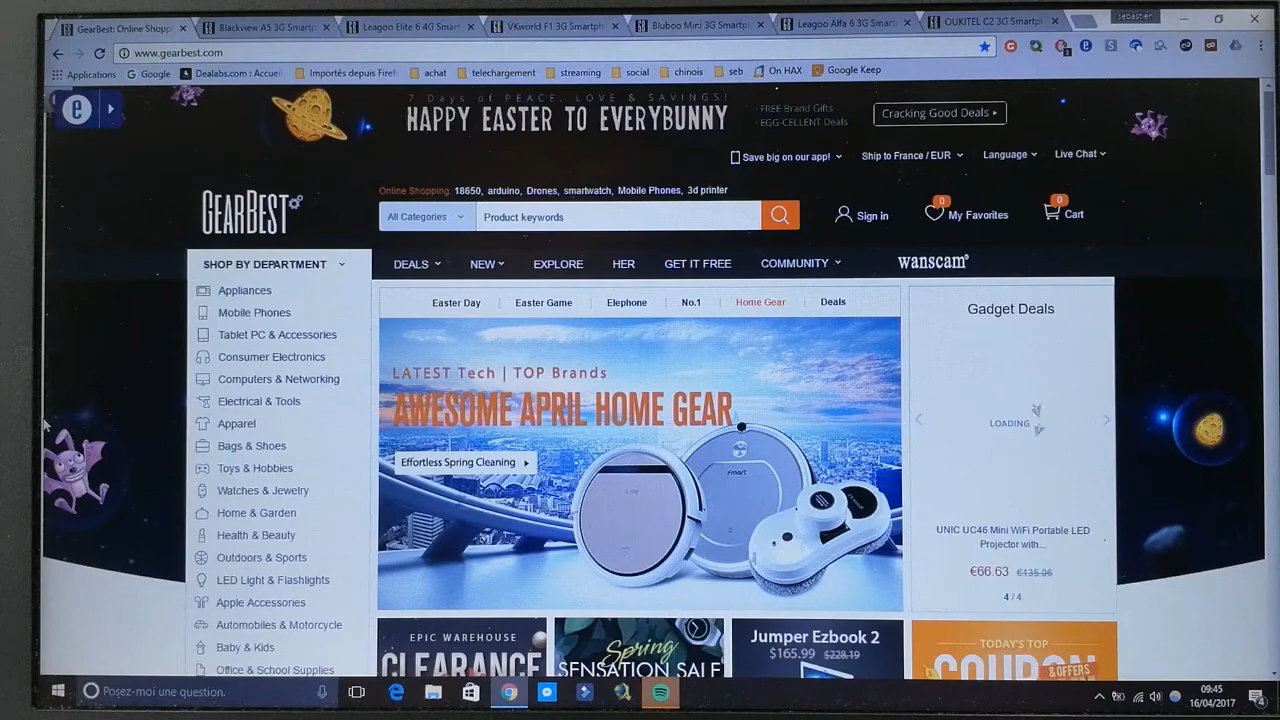 GearBest: Online Shopp
Blackview A5 3G Smartph
Leagoo Elite 6 4G Smart
VKworld F1 3G Smartph
Bluboo Mini 3G Smartph
Leagoo Alfa 6 3G Smart
OUKITEL C2 3G Smartpl
sebastien
www.gearbest.com
Applications
Google
Dealabs.com : Accueil
Importés depuis Firef
achat
telechargement
streaming
social
chinois
seb
On HAX
Google Keep
7 Days of PEACE, LOVE & SAVINGS!
HAPPY EASTER TO EVERYBUNNY
FREE Brand Gifts
EGG-CELLENT Deals
Cracking Good Deals
Save big on our app!
Ship to France / EUR
Language
Live Chat
GEARBEST
Online Shopping: 18650, arduino, Drones, smartwatch, Mobile Phones, 3d printer
All Categories
Product keywords
Sign in
0
My Favorites
0
Cart
SHOP BY DEPARTMENT
DEALS
NEW
EXPLORE
HER
GET IT FREE
COMMUNITY
wanscam®
Appliances
Mobile Phones
Tablet PC & Accessories
Consumer Electronics
Computers & Networking
Electrical & Tools
Apparel
Bags & Shoes
Toys & Hobbies
Watches & Jewelry
Home & Garden
Health & Beauty
Outdoors & Sports
LED Light & Flashlights
Apple Accessories
Automobiles & Motorcycle
Baby & Kids
Office & School Supplies
Easter Day
Easter Game
Elephone
No.1
Home Gear
Deals
LATEST Tech | TOP Brands
AWESOME APRIL HOME GEAR
Effortless Spring Cleaning
Gadget Deals
LOADING
UNIC UC46 Mini WiFi Portable LED
Projector with...
€66.63 €135.06
4 / 4
EPIC WAREHOUSE
CLEARANCE
Spring
SENSATION SALE
Jumper Ezbook 2
$165.99 $228.19
TODAY'S TOP
COUPON
& OFFERS
Posez-moi une question.
09:45
16/04/2017